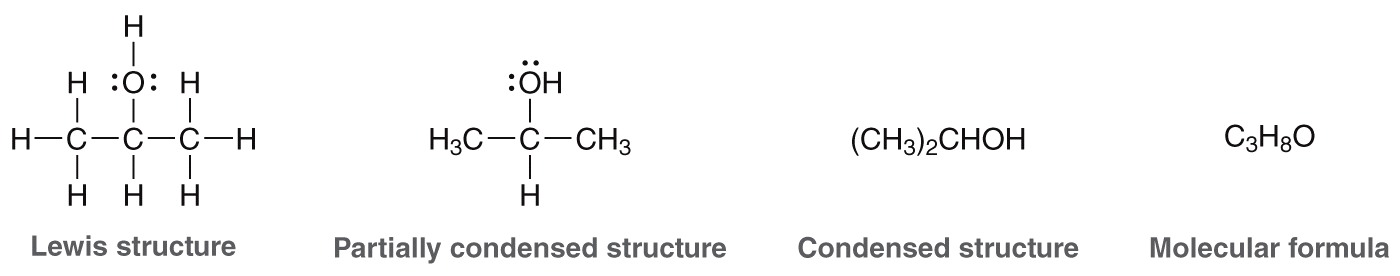 H
H :O: H
H—C—C—C—H
H H H
Lewis structure
:ÖH
H₃C—C—CH₃
H
Partially condensed structure
(CH₃)₂CHOH
Condensed structure
C₃H₈O
Molecular formula